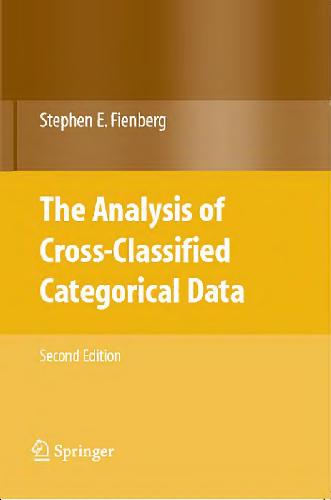 Stephen E. Fienberg
The Analysis of
Cross-Classified
Categorical Data
Second Edition
Springer